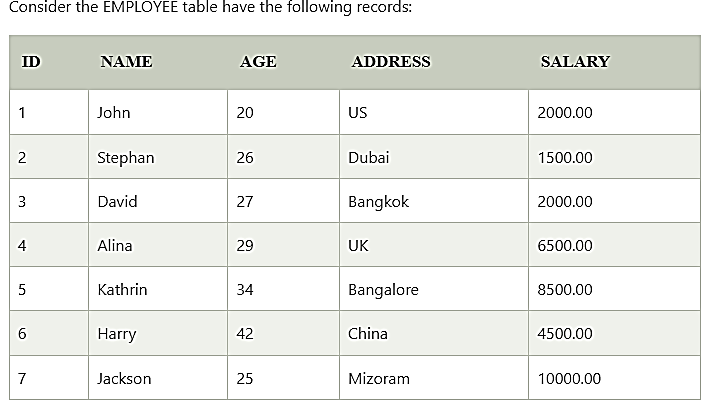 Consider the EMPLOYEE table have the following records:
ID NAME AGE ADDRESS SALARY
1 John 20 US 2000.00
2 Stephan 26 Dubai 1500.00
3 David 27 Bangkok 2000.00
4 Alina 29 UK 6500.00
5 Kathrin 34 Bangalore 8500.00
6 Harry 42 China 4500.00
7 Jackson 25 Mizoram 10000.00